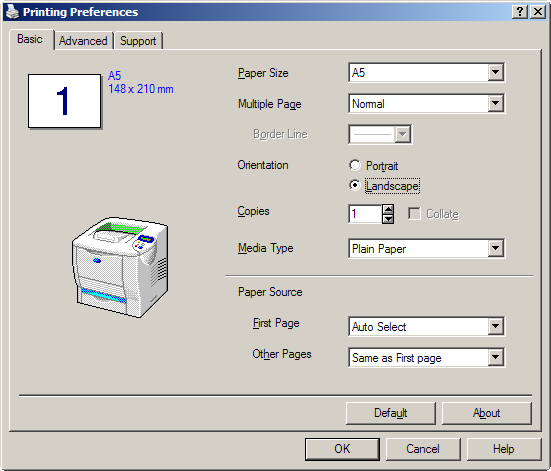 Printing Preferences
Basic Advanced Support
1
A5
148 x 210 mm
Paper Size A5
Multiple Page Normal
Border Line
Orientation Portrait
Landscape
Copies 1 Collate
Media Type Plain Paper
Paper Source
First Page Auto Select
Other Pages Same as First page
Default About
OK Cancel Help